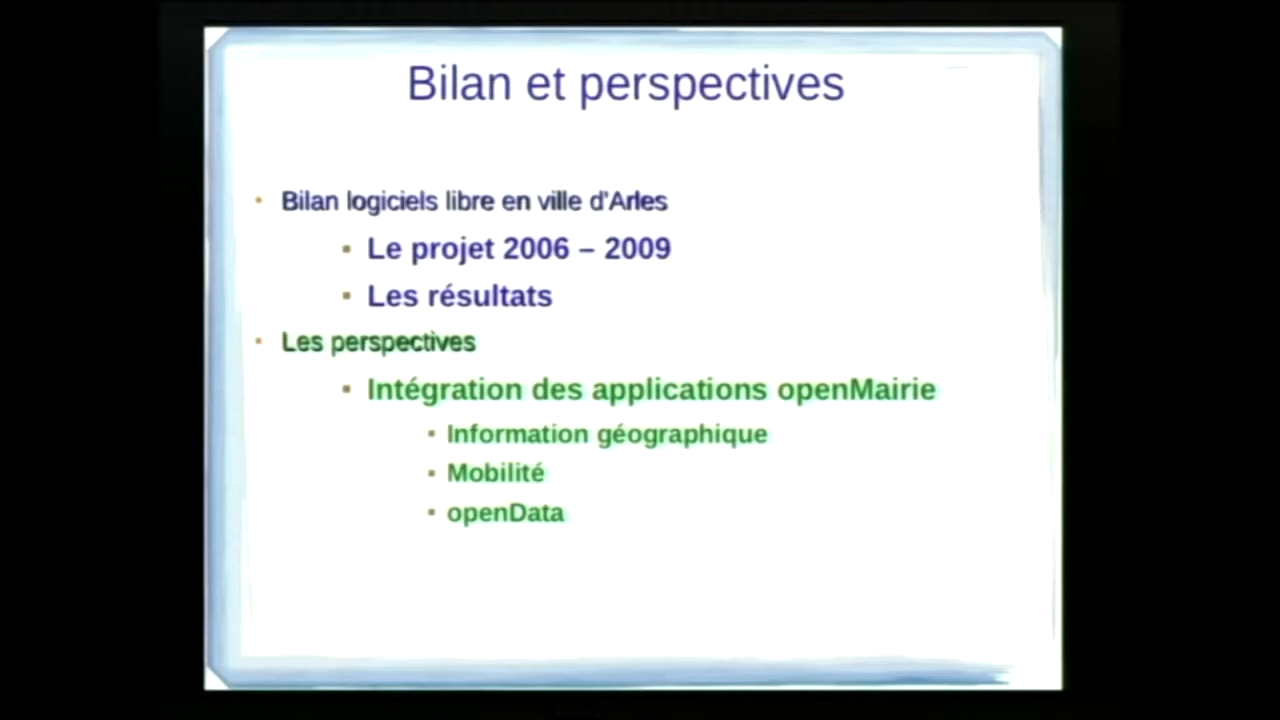 Bilan et perspectives
Bilan logiciels libre en ville d'Arles
Le projet 2006 – 2009
Les résultats
Les perspectives
Intégration des applications openMairie
Information géographique
Mobilité
openData